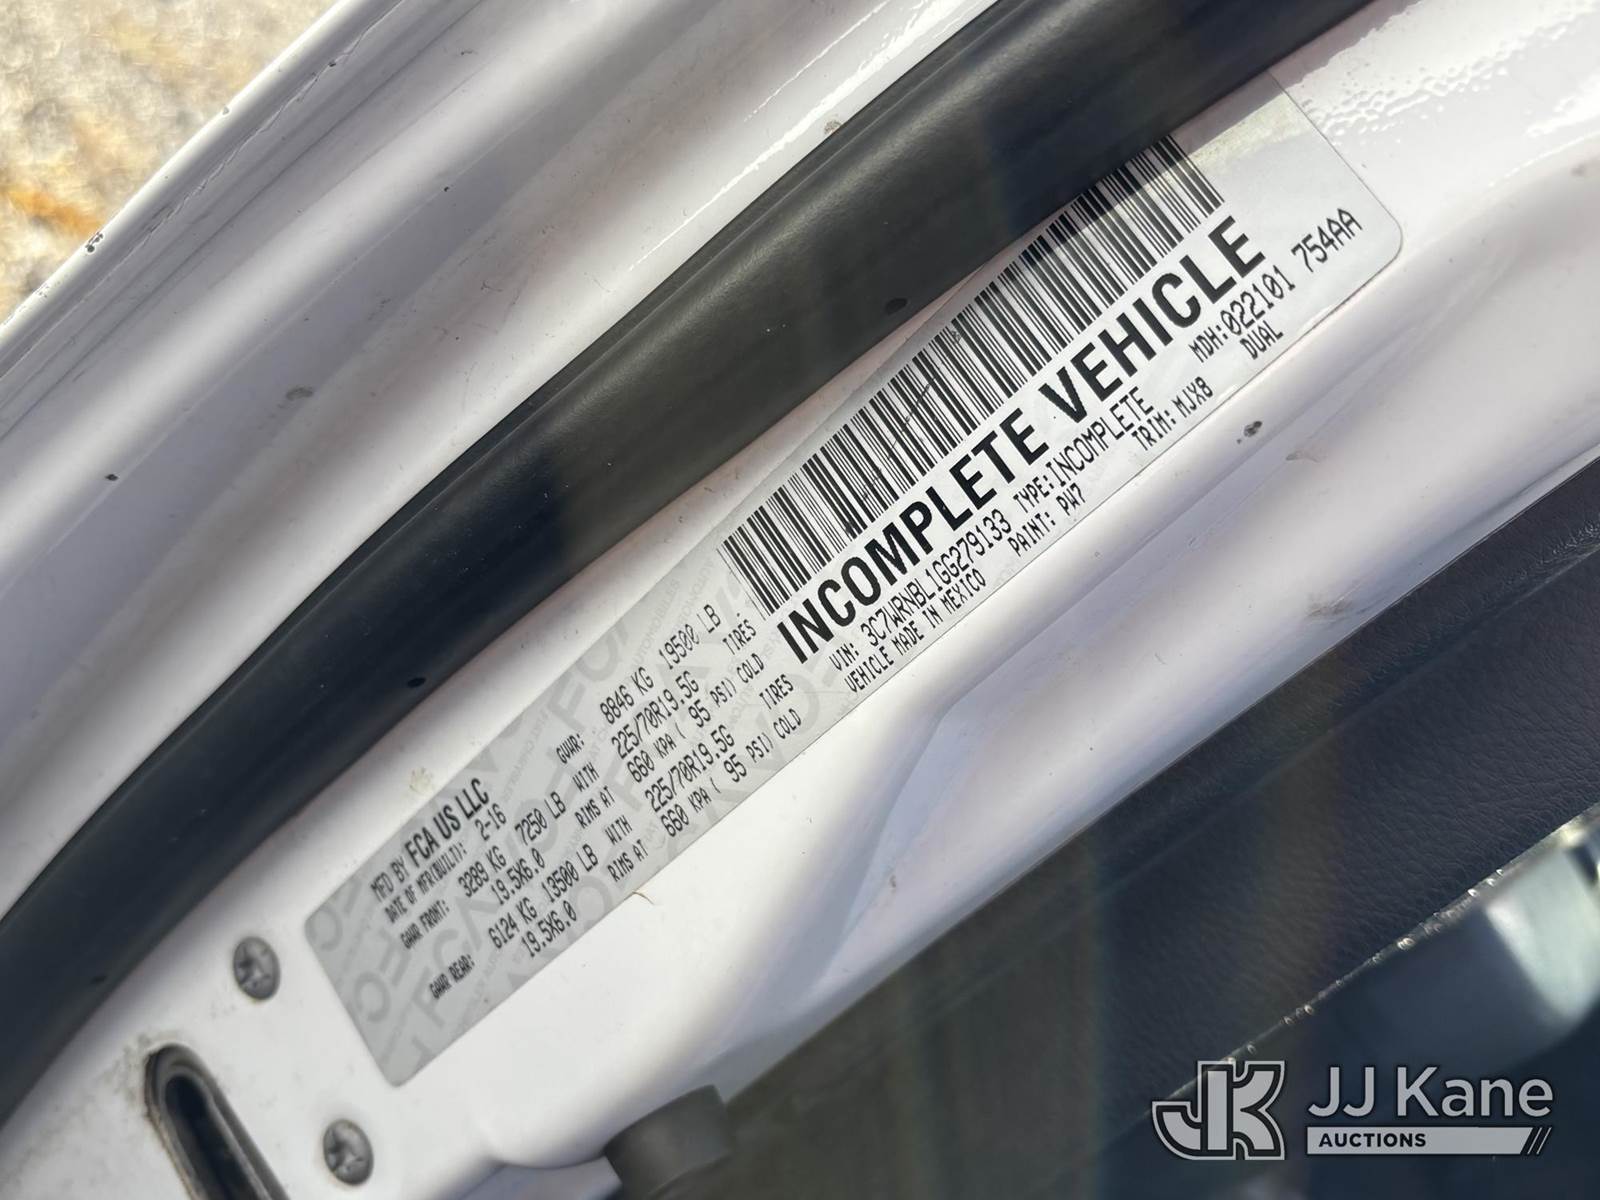 MFD BY FCA US LLC
DATE OF MFR(BUILT): 2-16 GVWR: 8846 KG 19500 LB
GAWR FRONT: 3289 KG 7250 LB WITH 225/70R19.5G TIRES
19.5X6.0 RIMS AT 660 KPA ( 95 PSI) COLD
GAWR REAR: 6124 KG 13500 LB WITH 225/70R19.5G TIRES
19.5X6.0 RIMS AT 660 KPA ( 95 PSI) COLD
INCOMPLETE VEHICLE
MDH:022101 754AA
VIN: 3C7WRNBL1GG279133 TYPE:INCOMPLETE DUAL
VEHICLE MADE IN MEXICO PAINT: PW7 TRIM: MJX8
JK JJ Kane
AUCTIONS